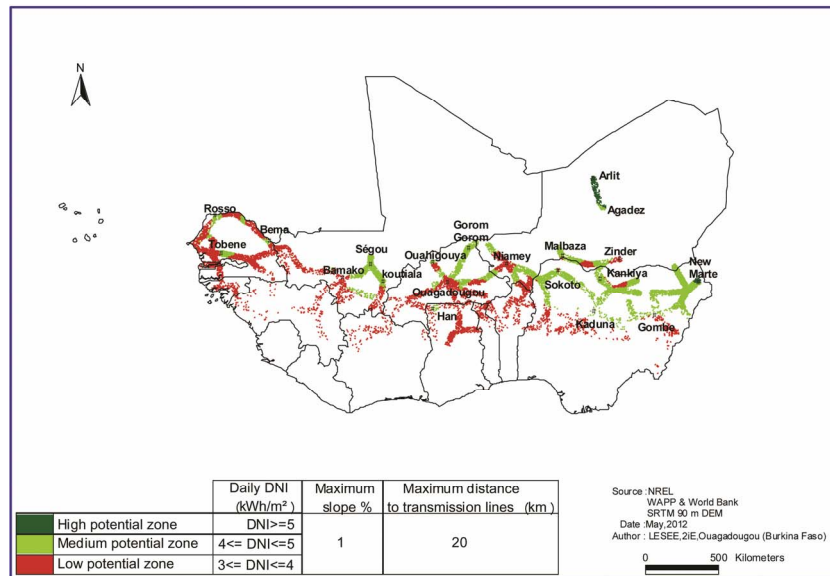 N
Arlit
Agadez
Rosso
Bema
Tobene
Gorom
Gorom
Ségou
Ouahigouya
Niamey
Malbaza
Zinder
New
Marte
Bamako
koutiala
Kankiya
Ouagadougou
Sokoto
Han
Kaduna
Gombe
Daily DNI
(kWh/m²)
Maximum
slope %
Maximum distance
to transmission lines (km)
High potential zone
DNI>=5
Medium potential zone
4<= DNI<=5
1
20
Low potential zone
3<= DNI<=4
Source :NREL
WAPP & World Bank
SRTM 90 m DEM
Date :May,2012
Author : LESEE,2iE,Ouagadougou (Burkina Faso)
0 500 Kilometers